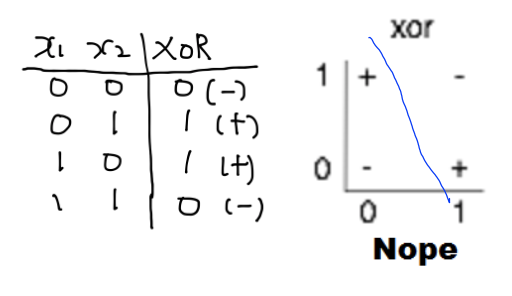 x1 x2 XOR
0 0 0 (-)
0 1 1 (+)
1 0 1 (+)
1 1 0 (-)
xor
1 + -
0 - +
0 1
Nope